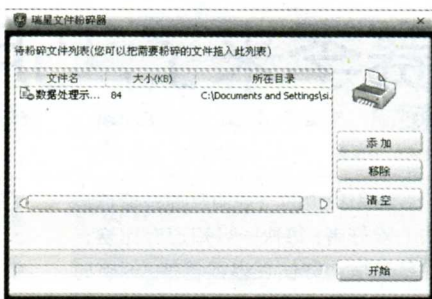 瑞星文件粉碎器
待粉碎文件列表(您可以把需要粉碎的文件拖入此列表)
文件名 大小(KB) 所在目录
数据处理示... 84 C:\Documents and Settings\si.
添加
移除
清空
开始